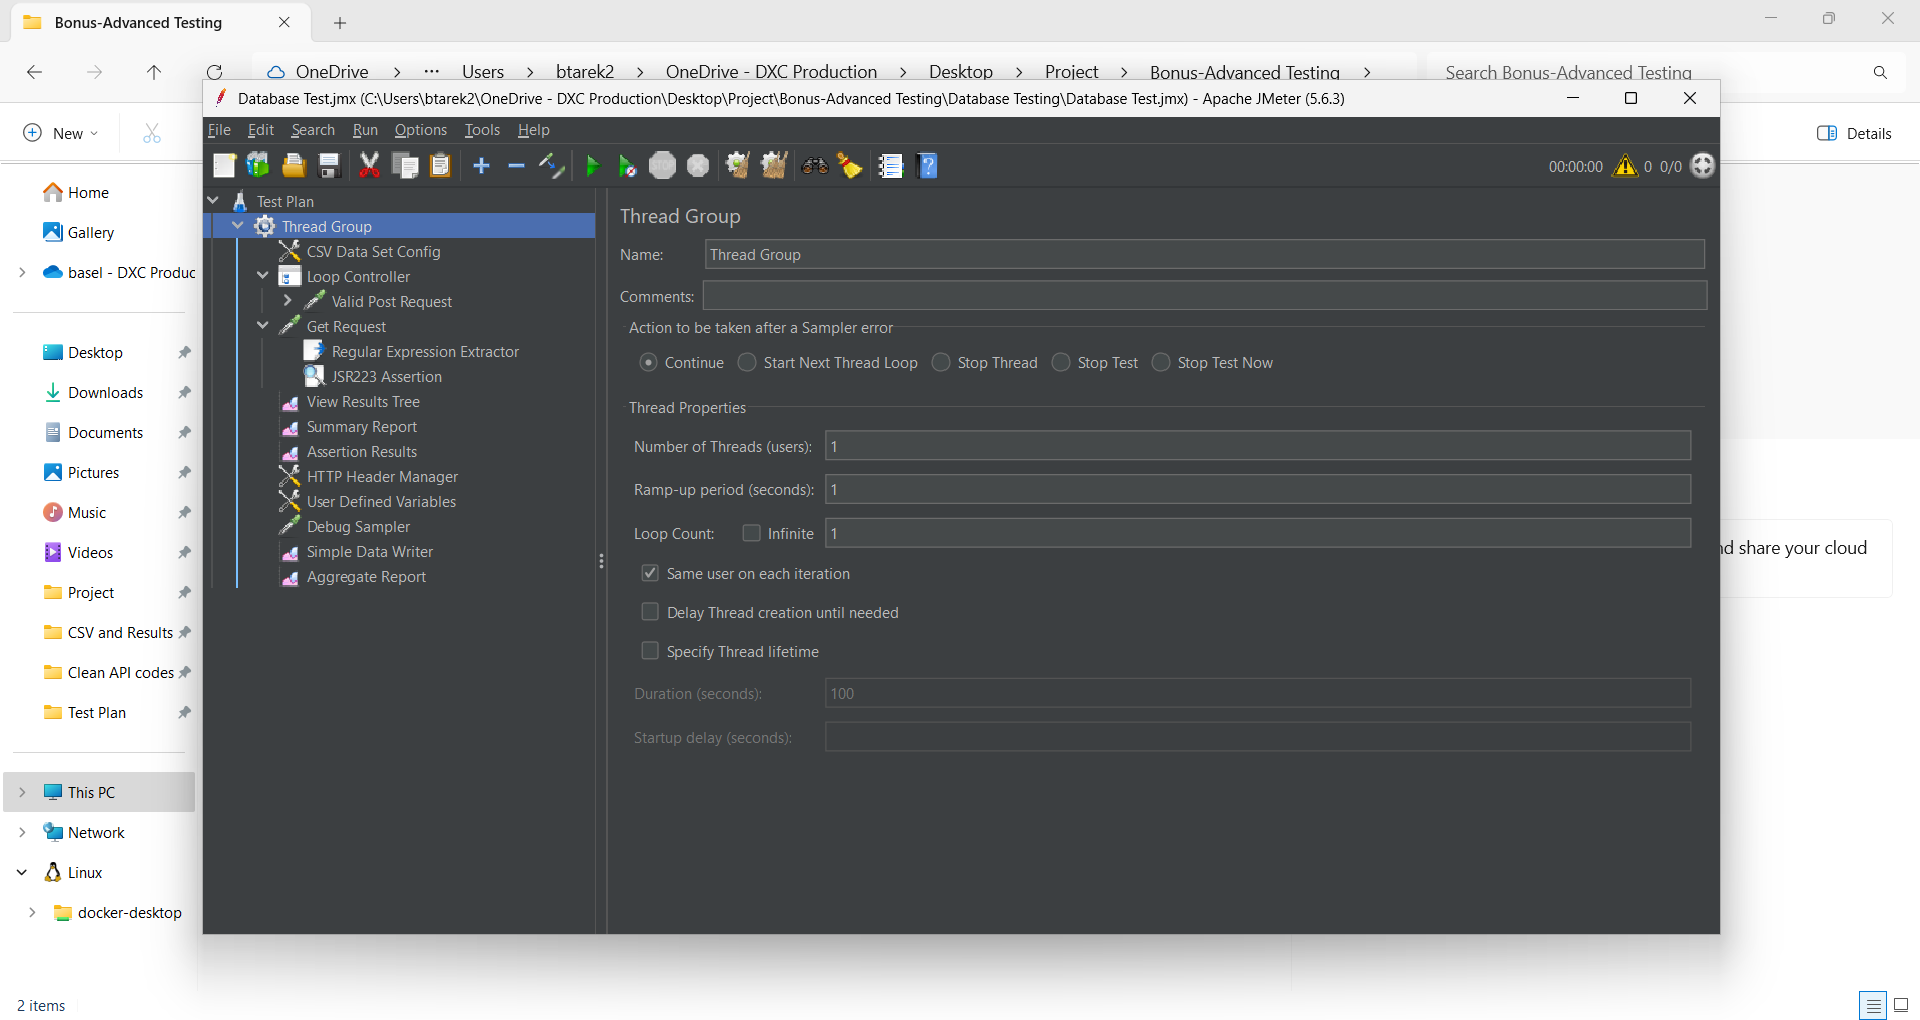 Bonus-Advanced Testing
OneDrive > ... Users > btarek2 > OneDrive - DXC Production > Desktop > Project > Bonus-Advanced Testing >
Search Bonus-Advanced Testing
New
Details
Home
Gallery
basel - DXC Produc
Desktop
Downloads
Documents
Pictures
Music
Videos
Project
CSV and Results
Clean API codes
Test Plan
This PC
Network
Linux
docker-desktop
2 items
Database Test.jmx (C:\Users\btarek2\OneDrive - DXC Production\Desktop\Project\Bonus-Advanced Testing\Database Testing\Database Test.jmx) - Apache JMeter (5.6.3)
File Edit Search Run Options Tools Help
STOP
00:00:00 0 0/0
Test Plan
Thread Group
CSV Data Set Config
Loop Controller
Valid Post Request
Get Request
Regular Expression Extractor
JSR223 Assertion
View Results Tree
Summary Report
Assertion Results
HTTP Header Manager
User Defined Variables
Debug Sampler
Simple Data Writer
Aggregate Report
Thread Group
Name: Thread Group
Comments:
Action to be taken after a Sampler error
Continue Start Next Thread Loop Stop Thread Stop Test Stop Test Now
Thread Properties
Number of Threads (users): 1
Ramp-up period (seconds): 1
Loop Count: Infinite 1
Same user on each iteration
Delay Thread creation until needed
Specify Thread lifetime
Duration (seconds): 100
Startup delay (seconds):
nd share your cloud